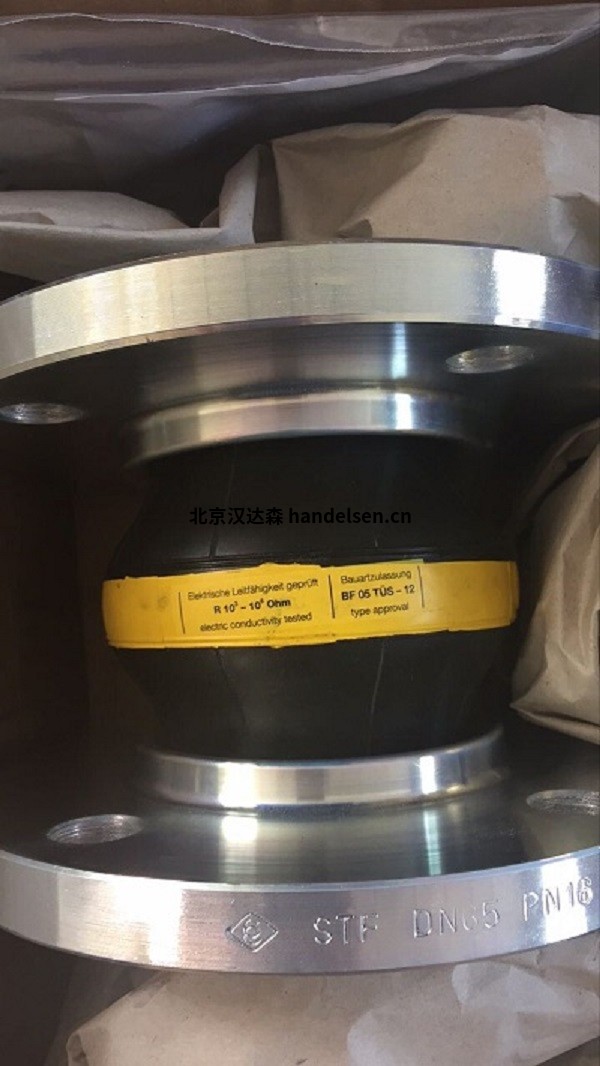 北京汉达森 handelsen.cn
Elektrische Leitfähigkeit geprüft
R 10³ – 10⁶ Ohm
electric conductivity tested
Bauartzulassung
BF 05 TÜS – 12
type approval
STF DN65 PN16